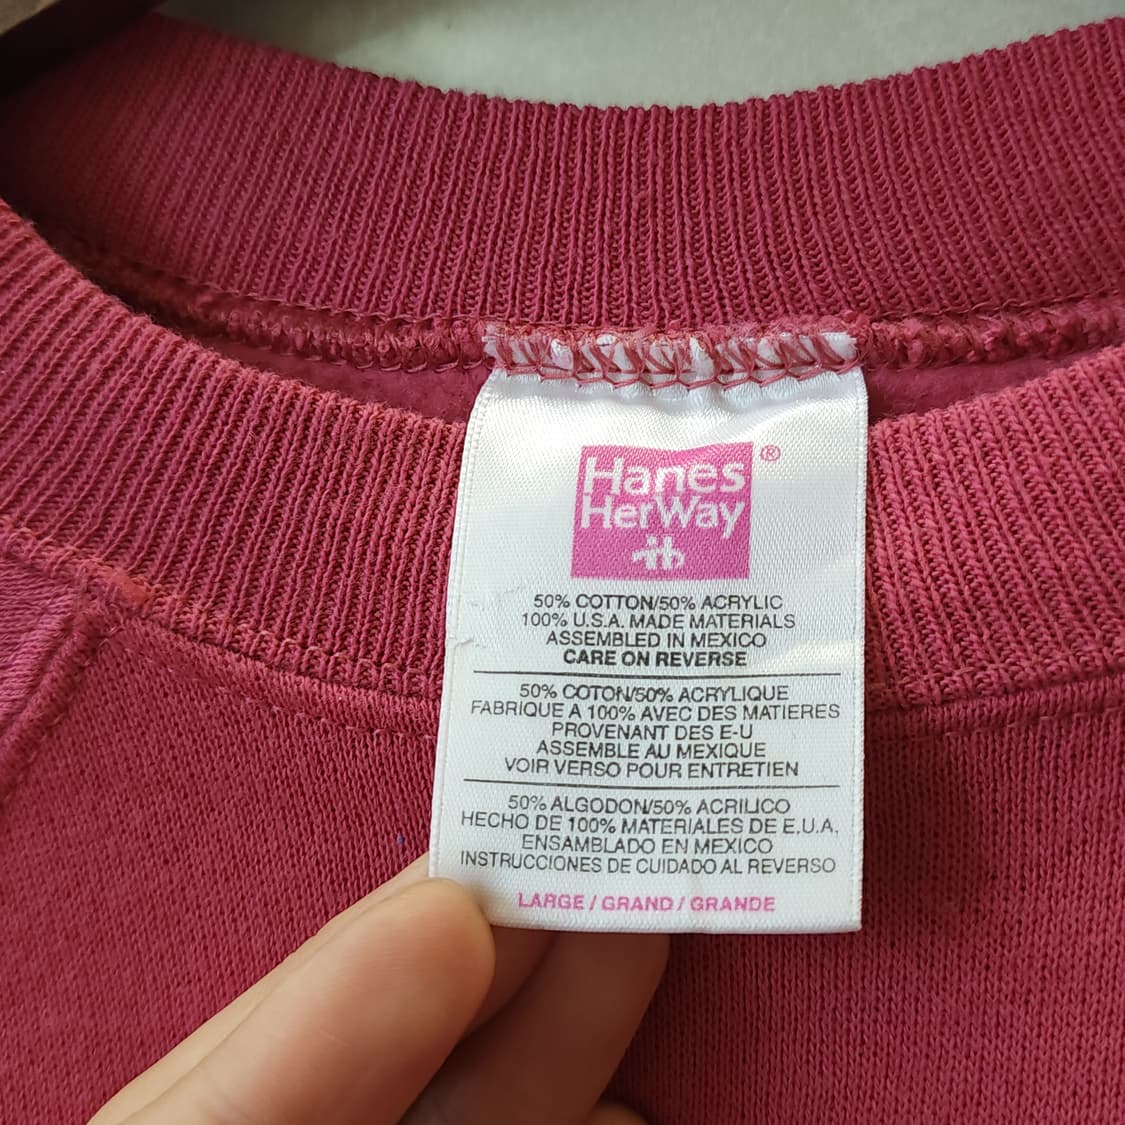 Hanes ®
HerWay
50% COTTON/50% ACRYLIC
100% U.S.A. MADE MATERIALS
ASSEMBLED IN MEXICO
CARE ON REVERSE
50% COTON/50% ACRYLIQUE
FABRIQUE A 100% AVEC DES MATIERES
PROVENANT DES E-U
ASSEMBLE AU MEXIQUE
VOIR VERSO POUR ENTRETIEN
50% ALGODON/50% ACRILICO
HECHO DE 100% MATERIALES DE E.U.A.
ENSAMBLADO EN MEXICO
INSTRUCCIONES DE CUIDADO AL REVERSO
LARGE / GRAND / GRANDE